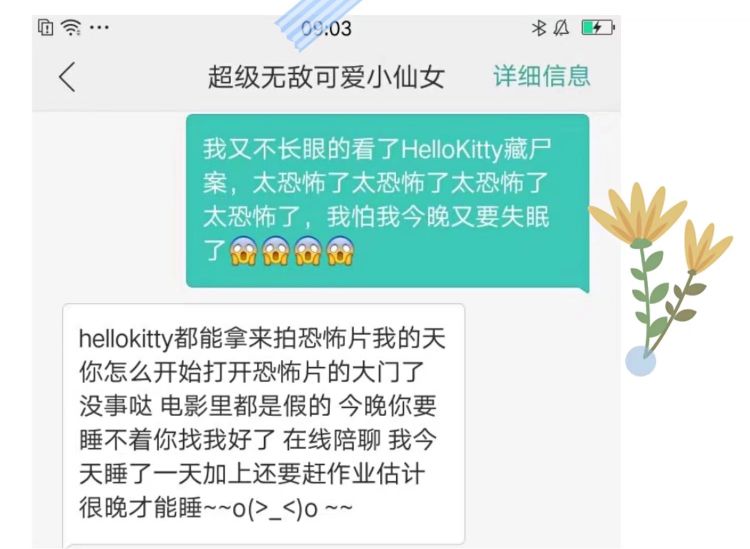 09:03
超级无敌可爱小仙女
详细信息
我又不长眼的看了HelloKitty藏尸
案，太恐怖了太恐怖了太恐怖了
太恐怖了，我怕我今晚又要失眠
了😱😱😱😱
hellokitty都能拿来拍恐怖片我的天
你怎么开始打开恐怖片的大门了
没事哒 电影里都是假的 今晚你要
睡不着你找我好了 在线陪聊 我今
天睡了一天加上还要赶作业估计
很晚才能睡~~o(>_<)o ~~